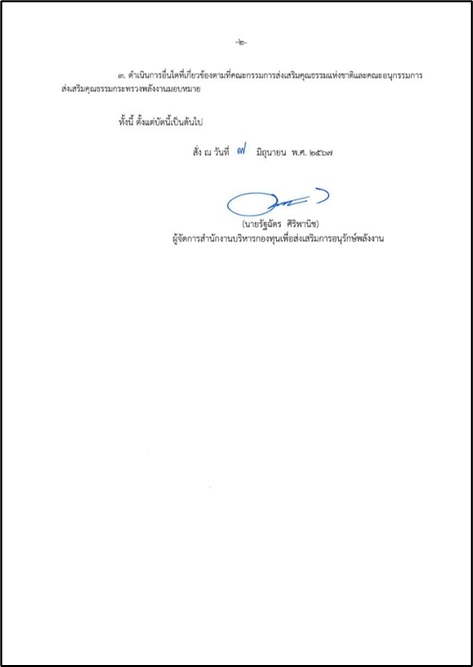 -๒-
๓. ดำเนินการอื่นใดที่เกี่ยวข้องตามที่คณะกรรมการส่งเสริมคุณธรรมแห่งชาติและคณะอนุกรรมการ
ส่งเสริมคุณธรรมกระทรวงพลังงานมอบหมาย
ทั้งนี้ ตั้งแต่บัดนี้เป็นต้นไป
สั่ง ณ วันที่ ๗ มิถุนายน พ.ศ. ๒๕๖๗
(นายรัฐฉัตร ศิริพานิช)
ผู้จัดการสำนักงานบริหารกองทุนเพื่อส่งเสริมการอนุรักษ์พลังงาน